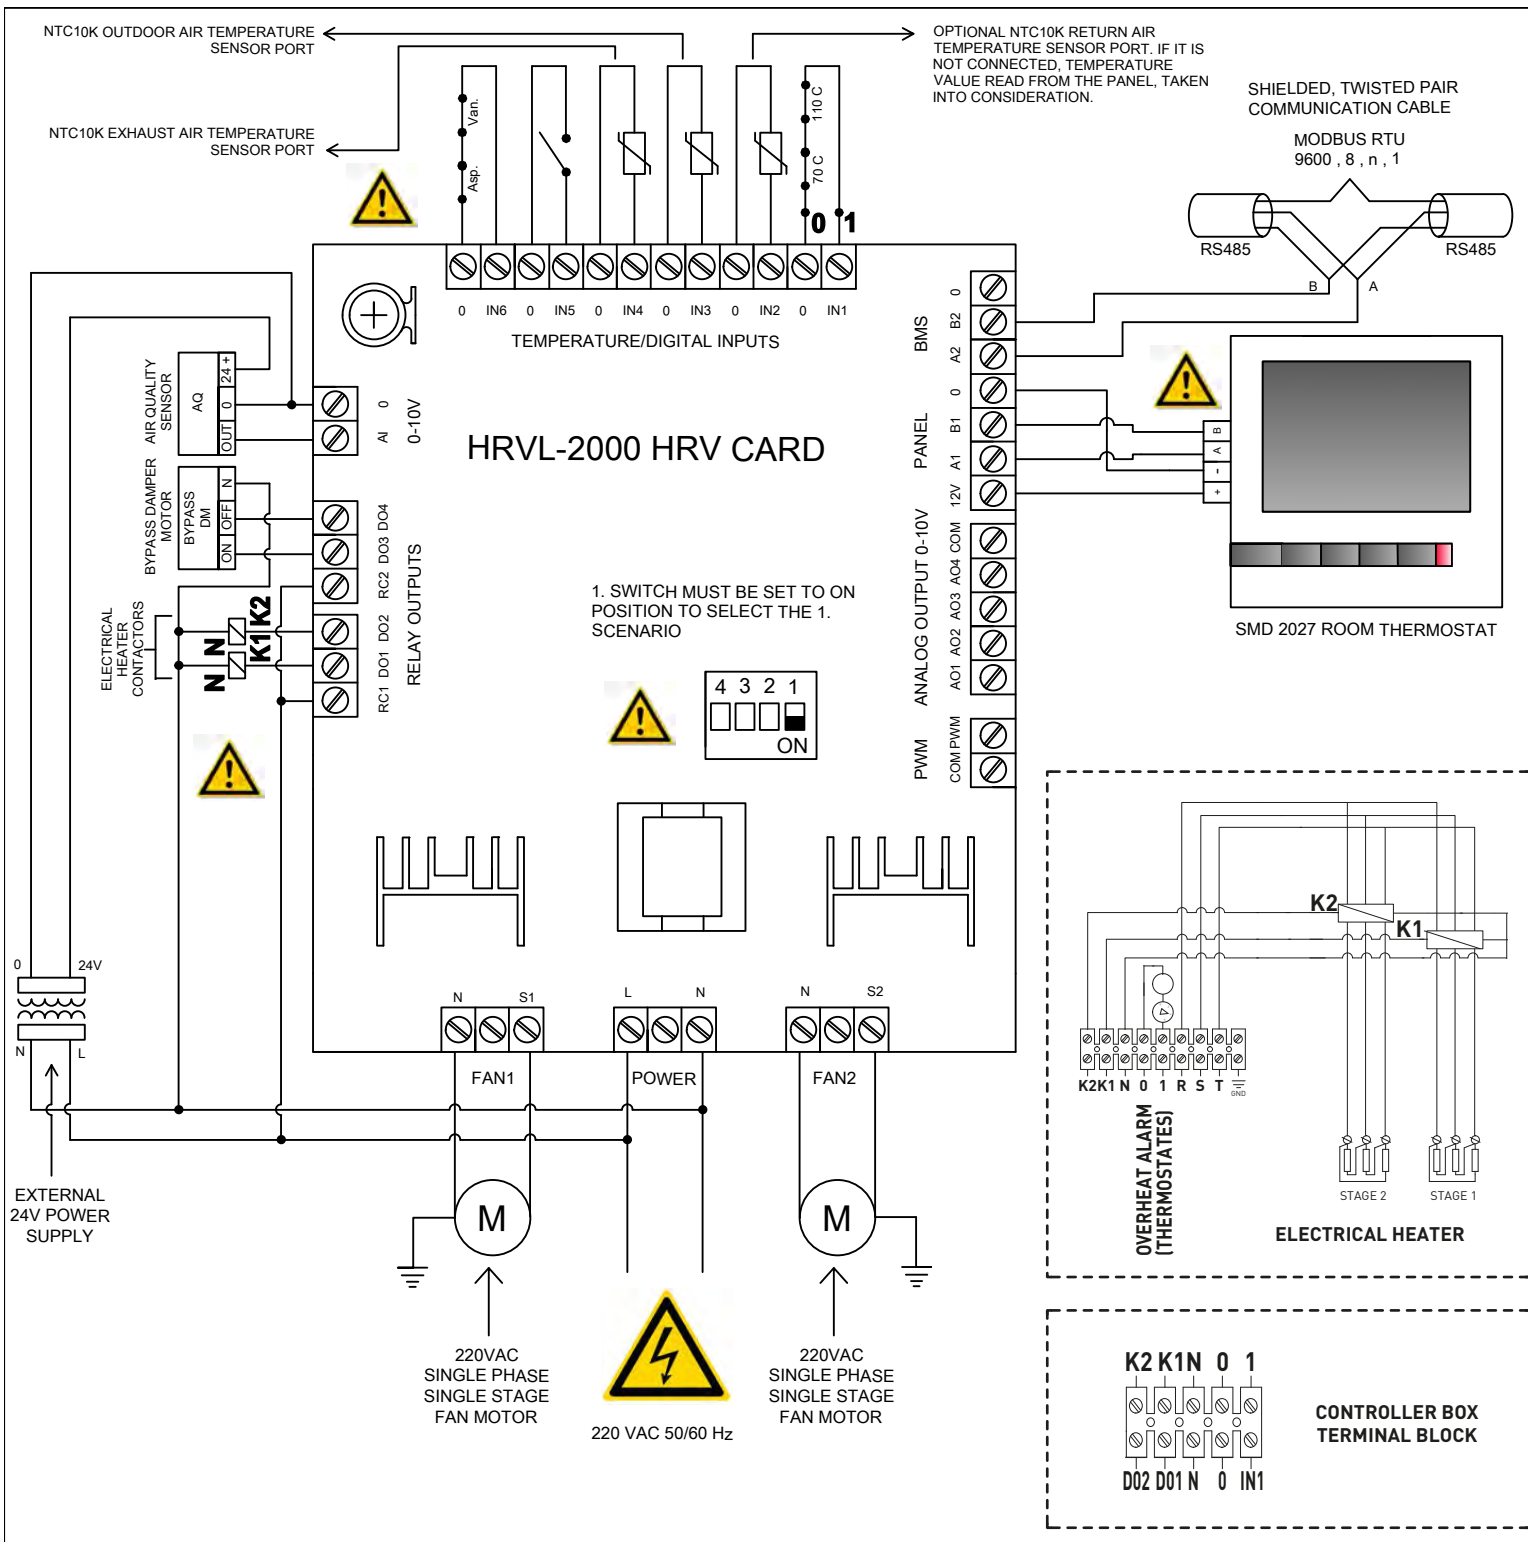 NTC10K OUTDOOR AIR TEMPERATURE
SENSOR PORT
NTC10K EXHAUST AIR TEMPERATURE
SENSOR PORT
OPTIONAL NTC10K RETURN AIR
TEMPERATURE SENSOR PORT. IF IT IS
NOT CONNECTED, TEMPERATURE
VALUE READ FROM THE PANEL, TAKEN
INTO CONSIDERATION.
SHIELDED, TWISTED PAIR
COMMUNICATION CABLE
MODBUS RTU
9600 , 8 , n , 1
RS485
RS485
B
A
Van.
Asp.
110 C
70 C
0 1
0 IN6 0 IN5 0 IN4 0 IN3 0 IN2 0 IN1
TEMPERATURE/DIGITAL INPUTS
HRVL-2000 HRV CARD
AIR QUALITY
SENSOR
AQ
24 +
0
OUT
0
AI
0-10V
BYPASS DAMPER
MOTOR
BYPASS
DM
N
OFF
ON
DO4
DO3
RC2
DO2
DO1
RC1
RELAY OUTPUTS
ELECTRICAL
HEATER
CONTACTORS
N
K2
N
K1
BMS
0
B2
A2
PANEL
0
B1
A1
12V
B
A
-
+
SMD 2027 ROOM THERMOSTAT
ANALOG OUTPUT 0-10V
COM
AO4
AO3
AO2
AO1
PWM
PWM
COM
1. SWITCH MUST BE SET TO ON
POSITION TO SELECT THE 1.
SCENARIO
4 3 2 1
ON
0
24V
N
L
EXTERNAL
24V POWER
SUPPLY
N S1
FAN1
L N
POWER
N S2
FAN2
M
M
220VAC
SINGLE PHASE
SINGLE STAGE
FAN MOTOR
220 VAC 50/60 Hz
220VAC
SINGLE PHASE
SINGLE STAGE
FAN MOTOR
K2
K1
K2 K1 N 0 1 R S T
GND
OVERHEAT ALARM
(THERMOSTATES)
STAGE 2
STAGE 1
ELECTRICAL HEATER
K2 K1 N 0 1
DO2 DO1 N 0 IN1
CONTROLLER BOX
TERMINAL BLOCK